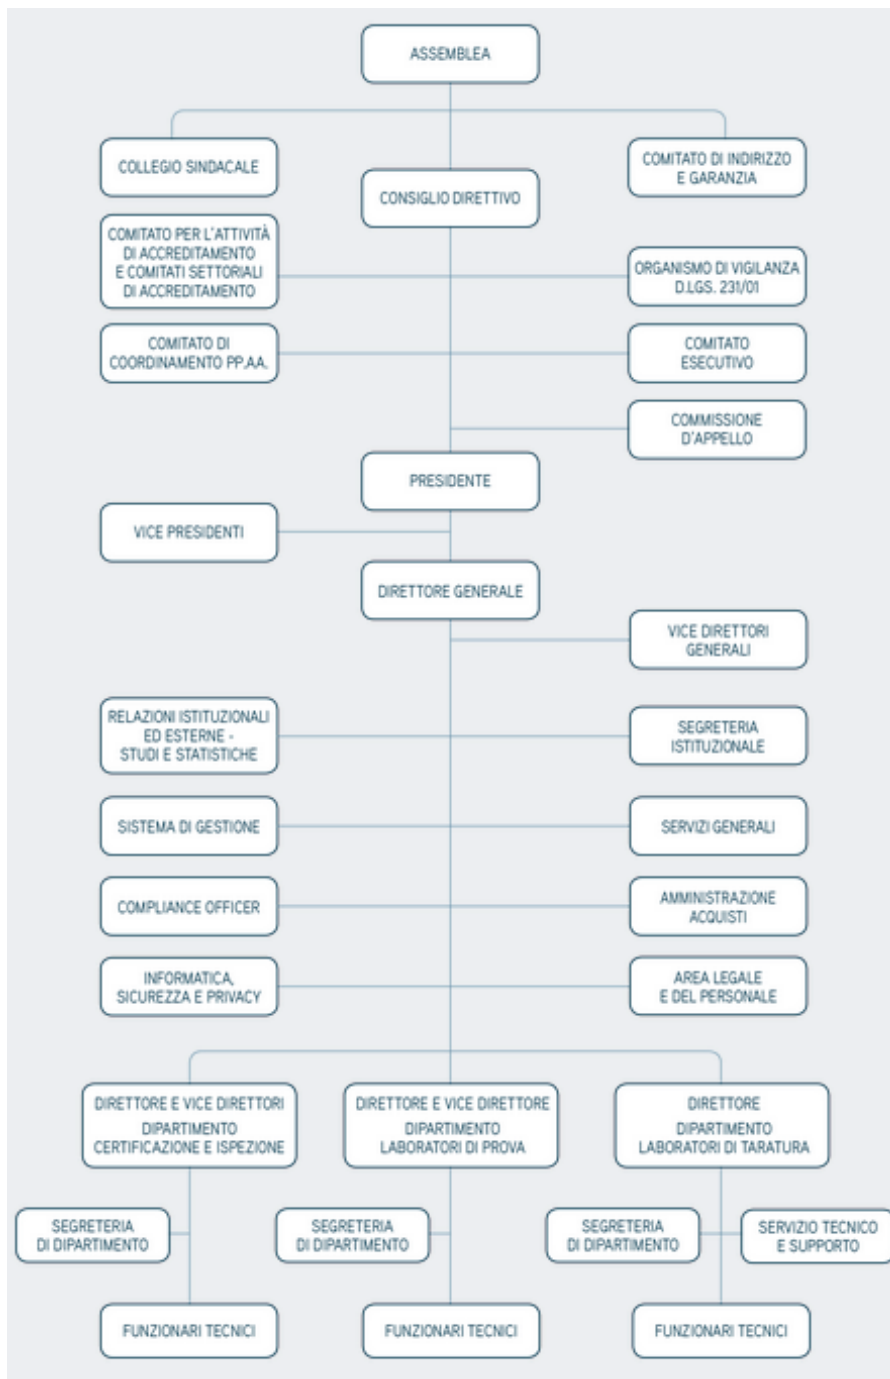 ASSEMBLEA
COLLEGIO SINDACALE
COMITATO DI INDIRIZZO
E GARANZIA
CONSIGLIO DIRETTIVO
COMITATO PER L'ATTIVITÀ
DI ACCREDITAMENTO
E COMITATI SETTORIALI
DI ACCREDITAMENTO
ORGANISMO DI VIGILANZA
D.LGS. 231/01
COMITATO DI
COORDINAMENTO PP.AA.
COMITATO
ESECUTIVO
COMMISSIONE
D'APPELLO
PRESIDENTE
VICE PRESIDENTI
DIRETTORE GENERALE
VICE DIRETTORI
GENERALI
RELAZIONI ISTITUZIONALI
ED ESTERNE -
STUDI E STATISTICHE
SEGRETERIA
ISTITUZIONALE
SISTEMA DI GESTIONE
SERVIZI GENERALI
COMPLIANCE OFFICER
AMMINISTRAZIONE
ACQUISTI
INFORMATICA,
SICUREZZA E PRIVACY
AREA LEGALE
E DEL PERSONALE
DIRETTORE E VICE DIRETTORI
DIPARTIMENTO
CERTIFICAZIONE E ISPEZIONE
DIRETTORE E VICE DIRETTORE
DIPARTIMENTO
LABORATORI DI PROVA
DIRETTORE
DIPARTIMENTO
LABORATORI DI TARATURA
SEGRETERIA
DI DIPARTIMENTO
SEGRETERIA
DI DIPARTIMENTO
SEGRETERIA
DI DIPARTIMENTO
SERVIZIO TECNICO
E SUPPORTO
FUNZIONARI TECNICI
FUNZIONARI TECNICI
FUNZIONARI TECNICI